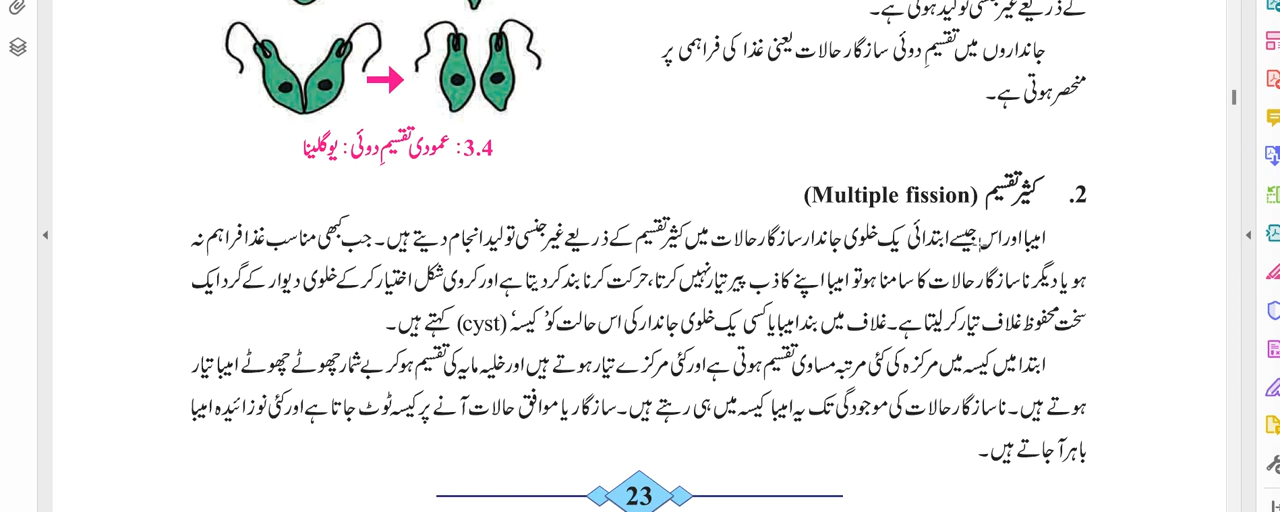 کے ذریعے غیر جنسی تولید ہوتی ہے۔
جانداروں میں تقسیمِ دوئی سازگار حالات یعنی غذا کی فراہمی پر
منحصر ہوتی ہے۔
3.4 : عمودی تقسیمِ دوئی : یوگلینا
2. کثیر تقسیم (Multiple fission)
امیبا اور اس جیسے ابتدائی یک خلوی جاندار سازگار حالات میں کثیر تقسیم کے ذریعے غیر جنسی تولید انجام دیتے ہیں۔ جب کبھی مناسب غذا فراہم نہ
ہو یا دیگر ناسازگار حالات کا سامنا ہو تو امیبا اپنے کاذب پیر تیار نہیں کرتا، حرکت کرنا بند کر دیتا ہے اور کروی شکل اختیار کر کے خلوی دیوار کے گرد ایک
سخت محفوظ غلاف تیار کر لیتا ہے۔ غلاف میں بند امیبا یا کسی یک خلوی جاندار کی اس حالت کو ’کیسہ‘ (cyst) کہتے ہیں۔
ابتدا میں کیسہ میں مرکزہ کی کئی مرتبہ مساوی تقسیم ہوتی ہے اور کئی مرکزے تیار ہوتے ہیں اور خلیہ مایہ کی تقسیم ہو کر بے شمار چھوٹے چھوٹے امیبا تیار
ہوتے ہیں۔ ناسازگار حالات کی موجودگی تک یہ امیبا کیسہ میں ہی رہتے ہیں۔ سازگار یا موافق حالات آنے پر کیسہ ٹوٹ جاتا ہے اور کئی نوزائیدہ امیبا
باہر آ جاتے ہیں۔
23